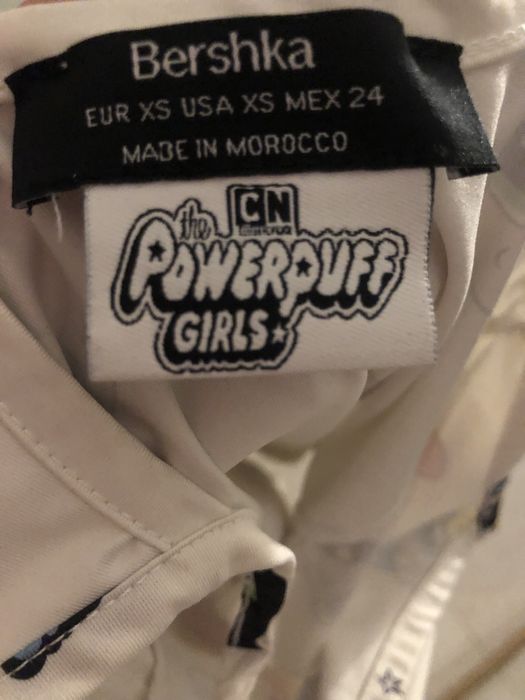 Bershka
EUR XS USA XS MEX 24
MADE IN MOROCCO
CN
the
POWERPUFF
GIRLS